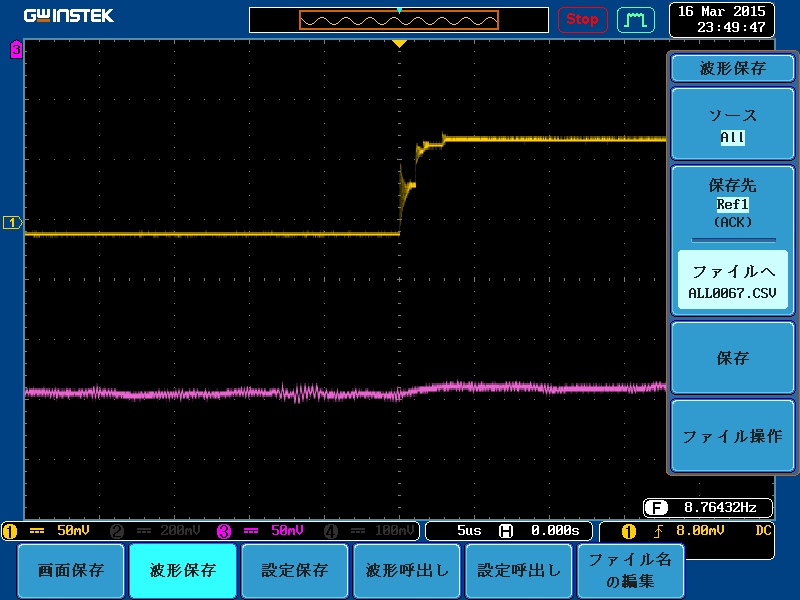 GWINSTEK
Stop
16 Mar 2015
23:49:47
3
1
波形保存
ソース
All
保存先
Ref1
(ACK)
ファイルへ
ALL0067.CSV
保存
ファイル操作
F 8.76432Hz
1 50mV 2 200mV 3 50mV 4 100mV
5us H 0.000s
1 8.00mV DC
画面保存
波形保存
設定保存
波形呼出し
設定呼出し
ファイル名
の編集